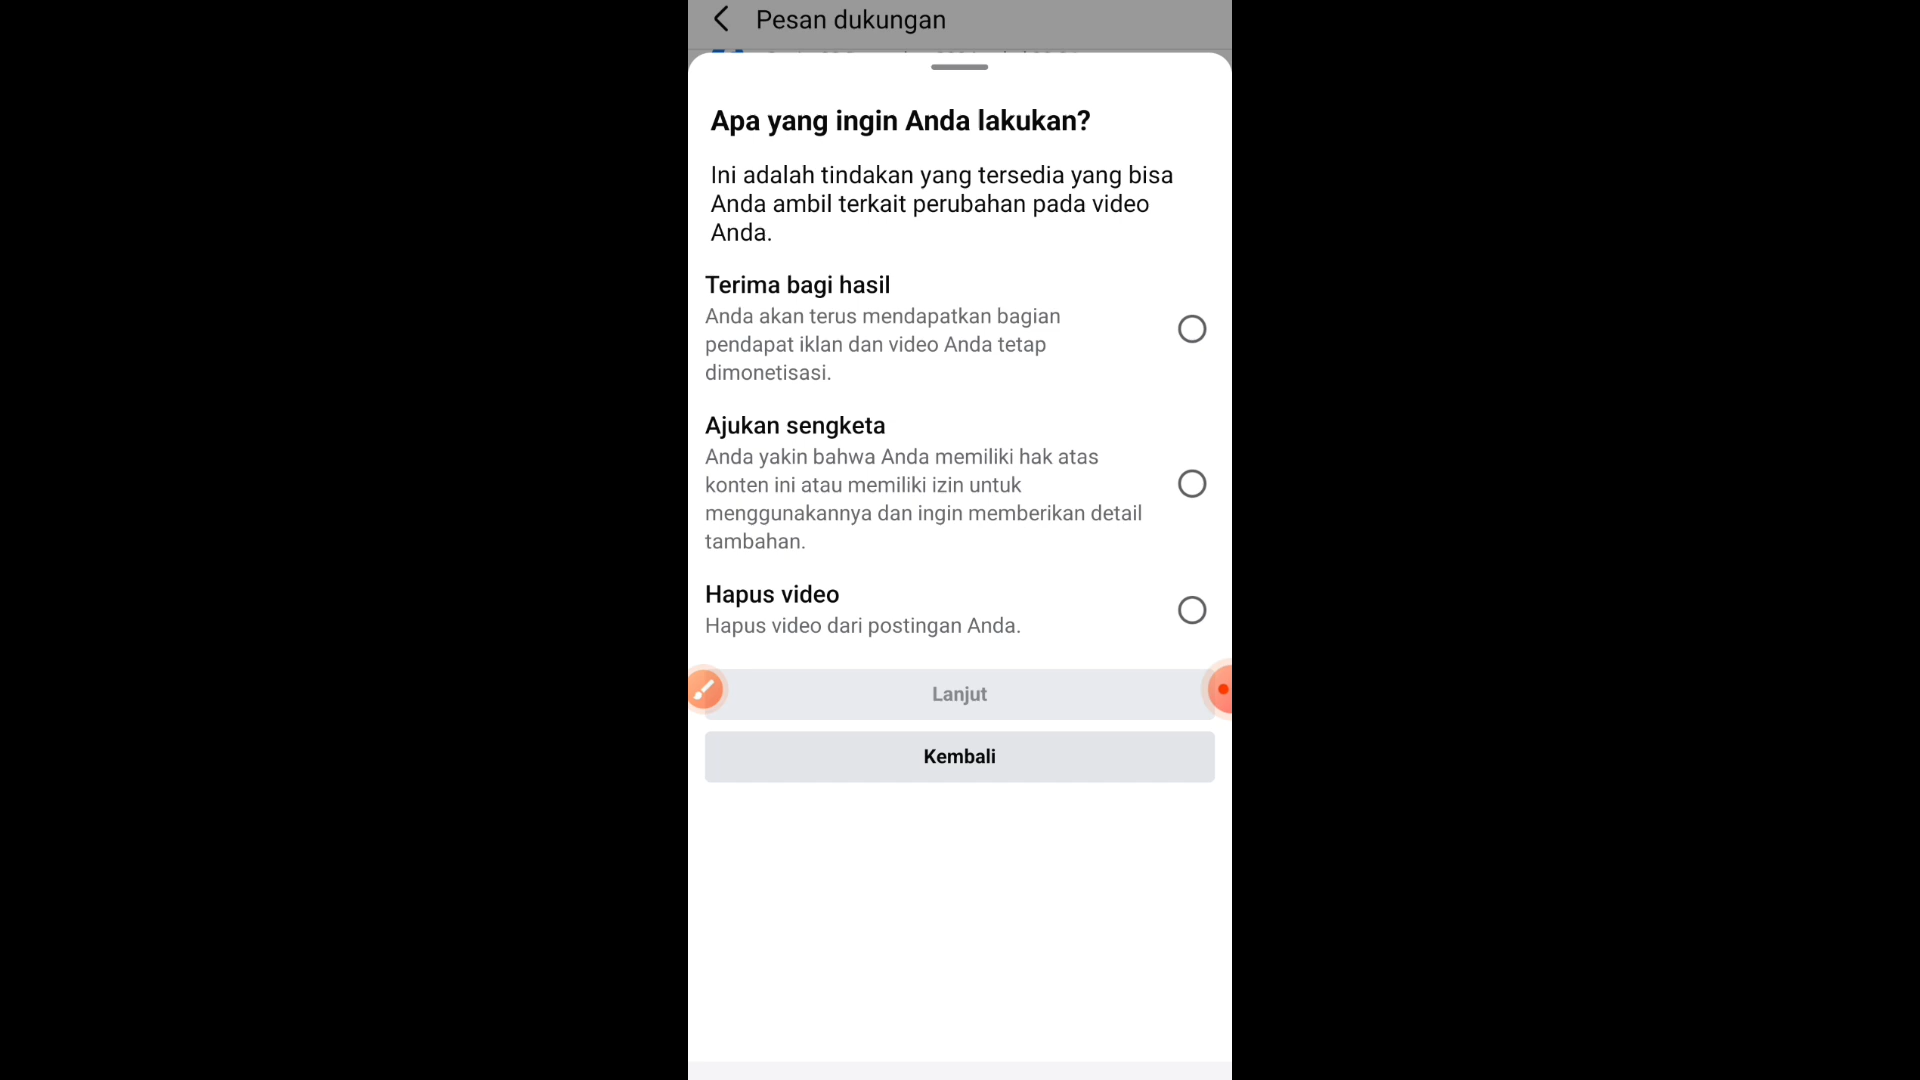 Pesan dukungan
Apa yang ingin Anda lakukan?
Ini adalah tindakan yang tersedia yang bisa
Anda ambil terkait perubahan pada video
Anda.
Terima bagi hasil
Anda akan terus mendapatkan bagian
pendapat iklan dan video Anda tetap
dimonetisasi.
Ajukan sengketa
Anda yakin bahwa Anda memiliki hak atas
konten ini atau memiliki izin untuk
menggunakannya dan ingin memberikan detail
tambahan.
Hapus video
Hapus video dari postingan Anda.
Lanjut
Kembali